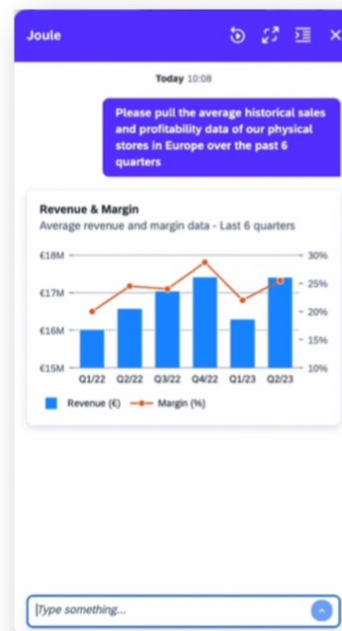 Joule
Today 10:08
Please pull the average historical sales
and profitability data of our physical
stores in Europe over the past 6
quarters
Revenue & Margin
Average revenue and margin data - Last 6 quarters
€18M 30%
25%
€17M
20%
€16M
15%
€15M 10%
Q1/22 Q2/22 Q3/22 Q4/22 Q1/23 Q2/23
Revenue (€) Margin (%)
Type something...